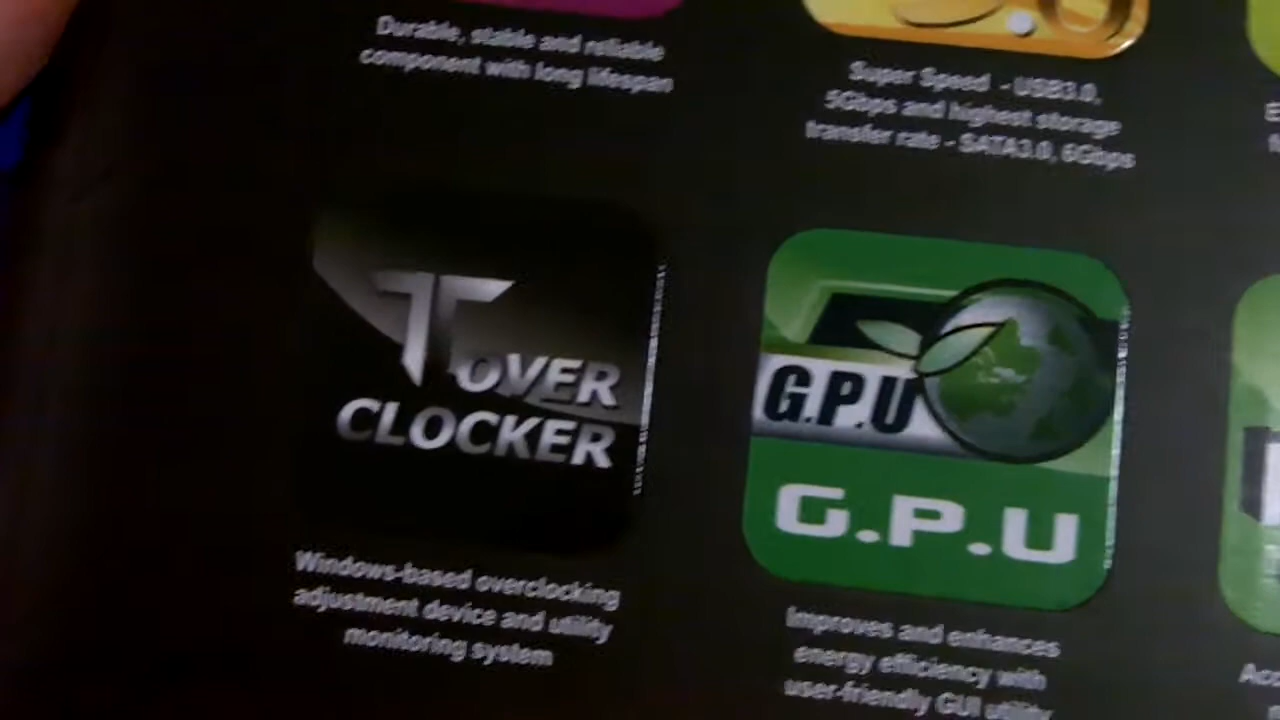 Durable, stable and reliable
component with long lifespan
Super Speed - USB3.0,
5Gbps and highest storage
transfer rate - SATA3.0, 6Gbps
OVER
CLOCKER
Windows-based overclocking
adjustment device and utility
monitoring system
G.P.U
G.P.U
Improves and enhances
energy efficiency with
user-friendly GUI utility